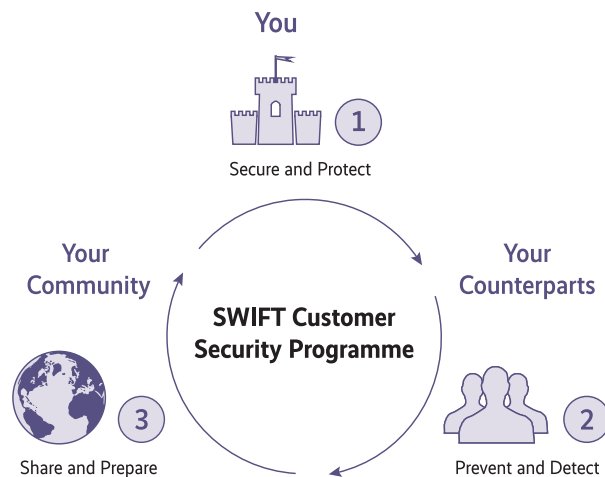 You
1
Secure and Protect
Your
Community
Your
Counterparts
SWIFT Customer
Security Programme
3
Share and Prepare
2
Prevent and Detect